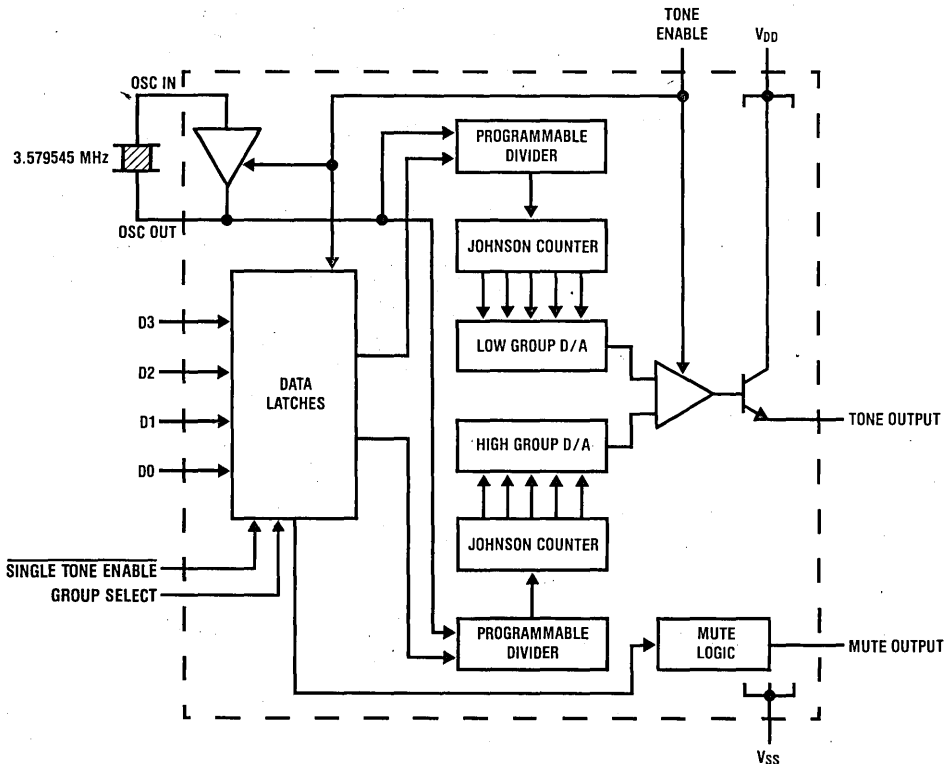 TONE
ENABLE
VDD
OSC IN
3.579545 MHz
OSC OUT
PROGRAMMABLE
DIVIDER
JOHNSON COUNTER
LOW GROUP D/A
D3
D2
D1
D0
DATA
LATCHES
HIGH GROUP D/A
TONE OUTPUT
JOHNSON COUNTER
SINGLE TONE ENABLE
GROUP SELECT
PROGRAMMABLE
DIVIDER
MUTE
LOGIC
MUTE OUTPUT
VSS